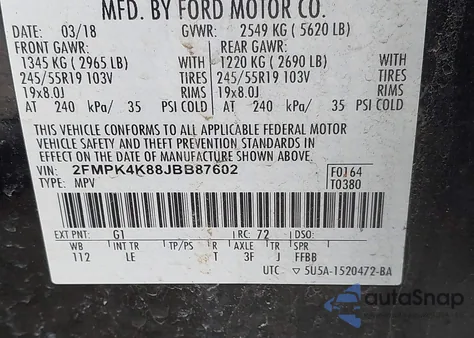 MFD. BY FORD MOTOR CO.
DATE: 03/18 GVWR: 2549 KG ( 5620 LB)
FRONT GAWR: REAR GAWR:
1345 KG ( 2965 LB) WITH 1220 KG ( 2690 LB) WITH
245/55R19 103V TIRES 245/55R19 103V TIRES
19x8.0J RIMS 19x8.0J RIMS
AT 240 kPa/ 35 PSI COLD AT 240 kPa/ 35 PSI COLD
THIS VEHICLE CONFORMS TO ALL APPLICABLE FEDERAL MOTOR
VEHICLE SAFETY AND THEFT PREVENTION STANDARDS IN
EFFECT ON THE DATE OF MANUFACTURE SHOWN ABOVE.
VIN: 2FMPK4K88JBB87602 F0164
TYPE: MPV T0380
EXT PNT: G1 RC: 72 DSO:
WB INT TR TP/PS R AXLE TR SPR
112 LE T 3F J FFBB
UTC ▽ 5U5A-1520472-BA
autoSnap